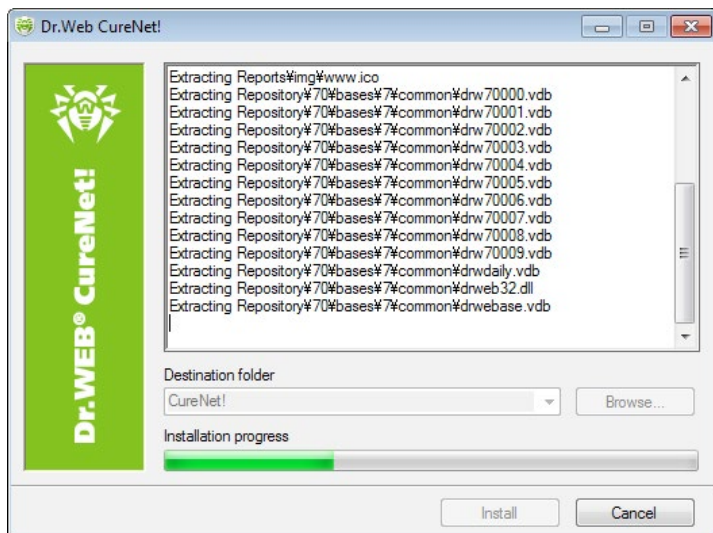 Dr.Web CureNet!
Dr.WEB® CureNet!
Extracting Reports¥img¥www.ico
Extracting Repository¥70¥bases¥7¥common¥drw70000.vdb
Extracting Repository¥70¥bases¥7¥common¥drw70001.vdb
Extracting Repository¥70¥bases¥7¥common¥drw70002.vdb
Extracting Repository¥70¥bases¥7¥common¥drw70003.vdb
Extracting Repository¥70¥bases¥7¥common¥drw70004.vdb
Extracting Repository¥70¥bases¥7¥common¥drw70005.vdb
Extracting Repository¥70¥bases¥7¥common¥drw70006.vdb
Extracting Repository¥70¥bases¥7¥common¥drw70007.vdb
Extracting Repository¥70¥bases¥7¥common¥drw70008.vdb
Extracting Repository¥70¥bases¥7¥common¥drw70009.vdb
Extracting Repository¥70¥bases¥7¥common¥drwdaily.vdb
Extracting Repository¥70¥bases¥7¥common¥drweb32.dll
Extracting Repository¥70¥bases¥7¥common¥drwebase.vdb
Destination folder
CureNet!
Browse...
Installation progress
Install
Cancel